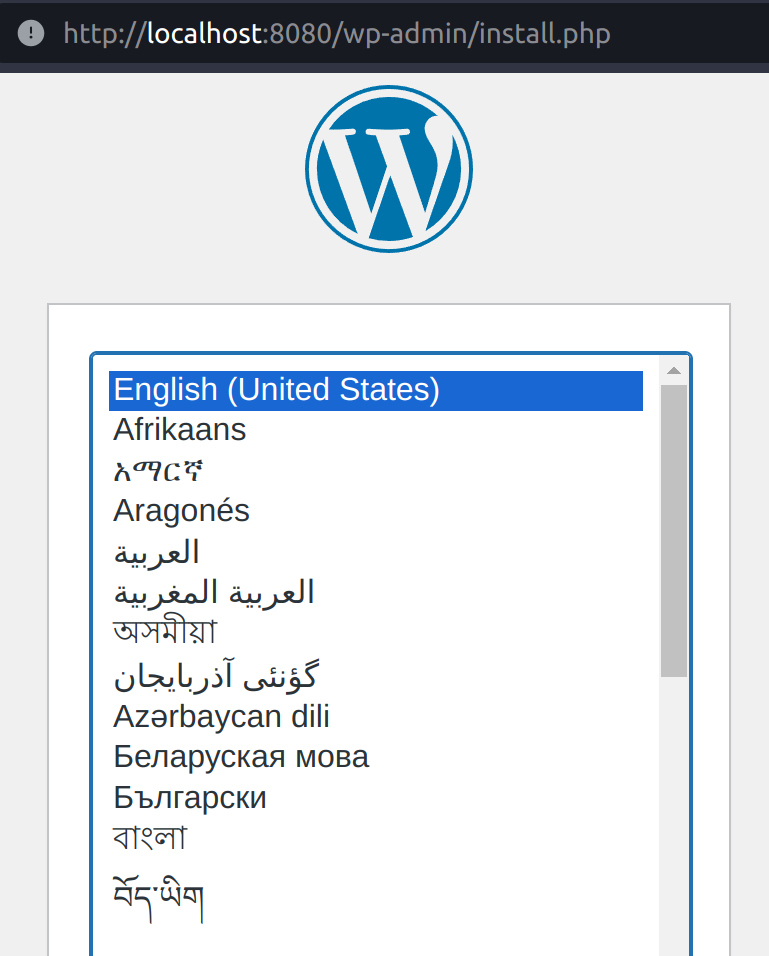 http://localhost:8080/wp-admin/install.php
English (United States)
Afrikaans
አማርኛ
Aragonés
العربية
العربية المغربية
অসমীয়া
گؤنئی آذربایجان
Azərbaycan dili
Беларуская мова
Български
বাংলা
བོད་ཡིག